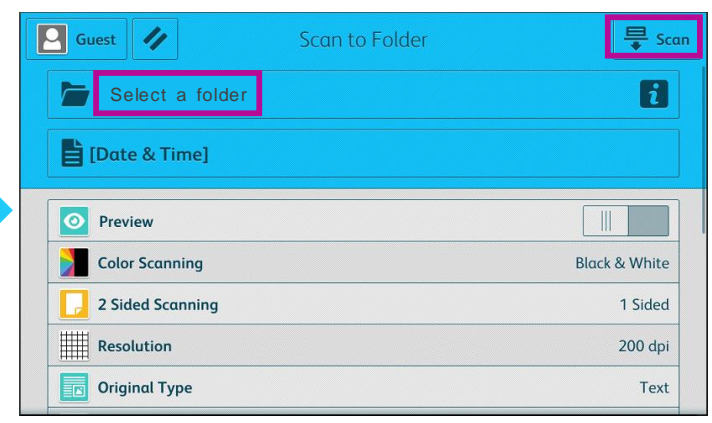 Guest
Scan to Folder
Scan
Select a folder
i
[Date & Time]
Preview
Color Scanning Black & White
2 Sided Scanning 1 Sided
Resolution 200 dpi
Original Type Text